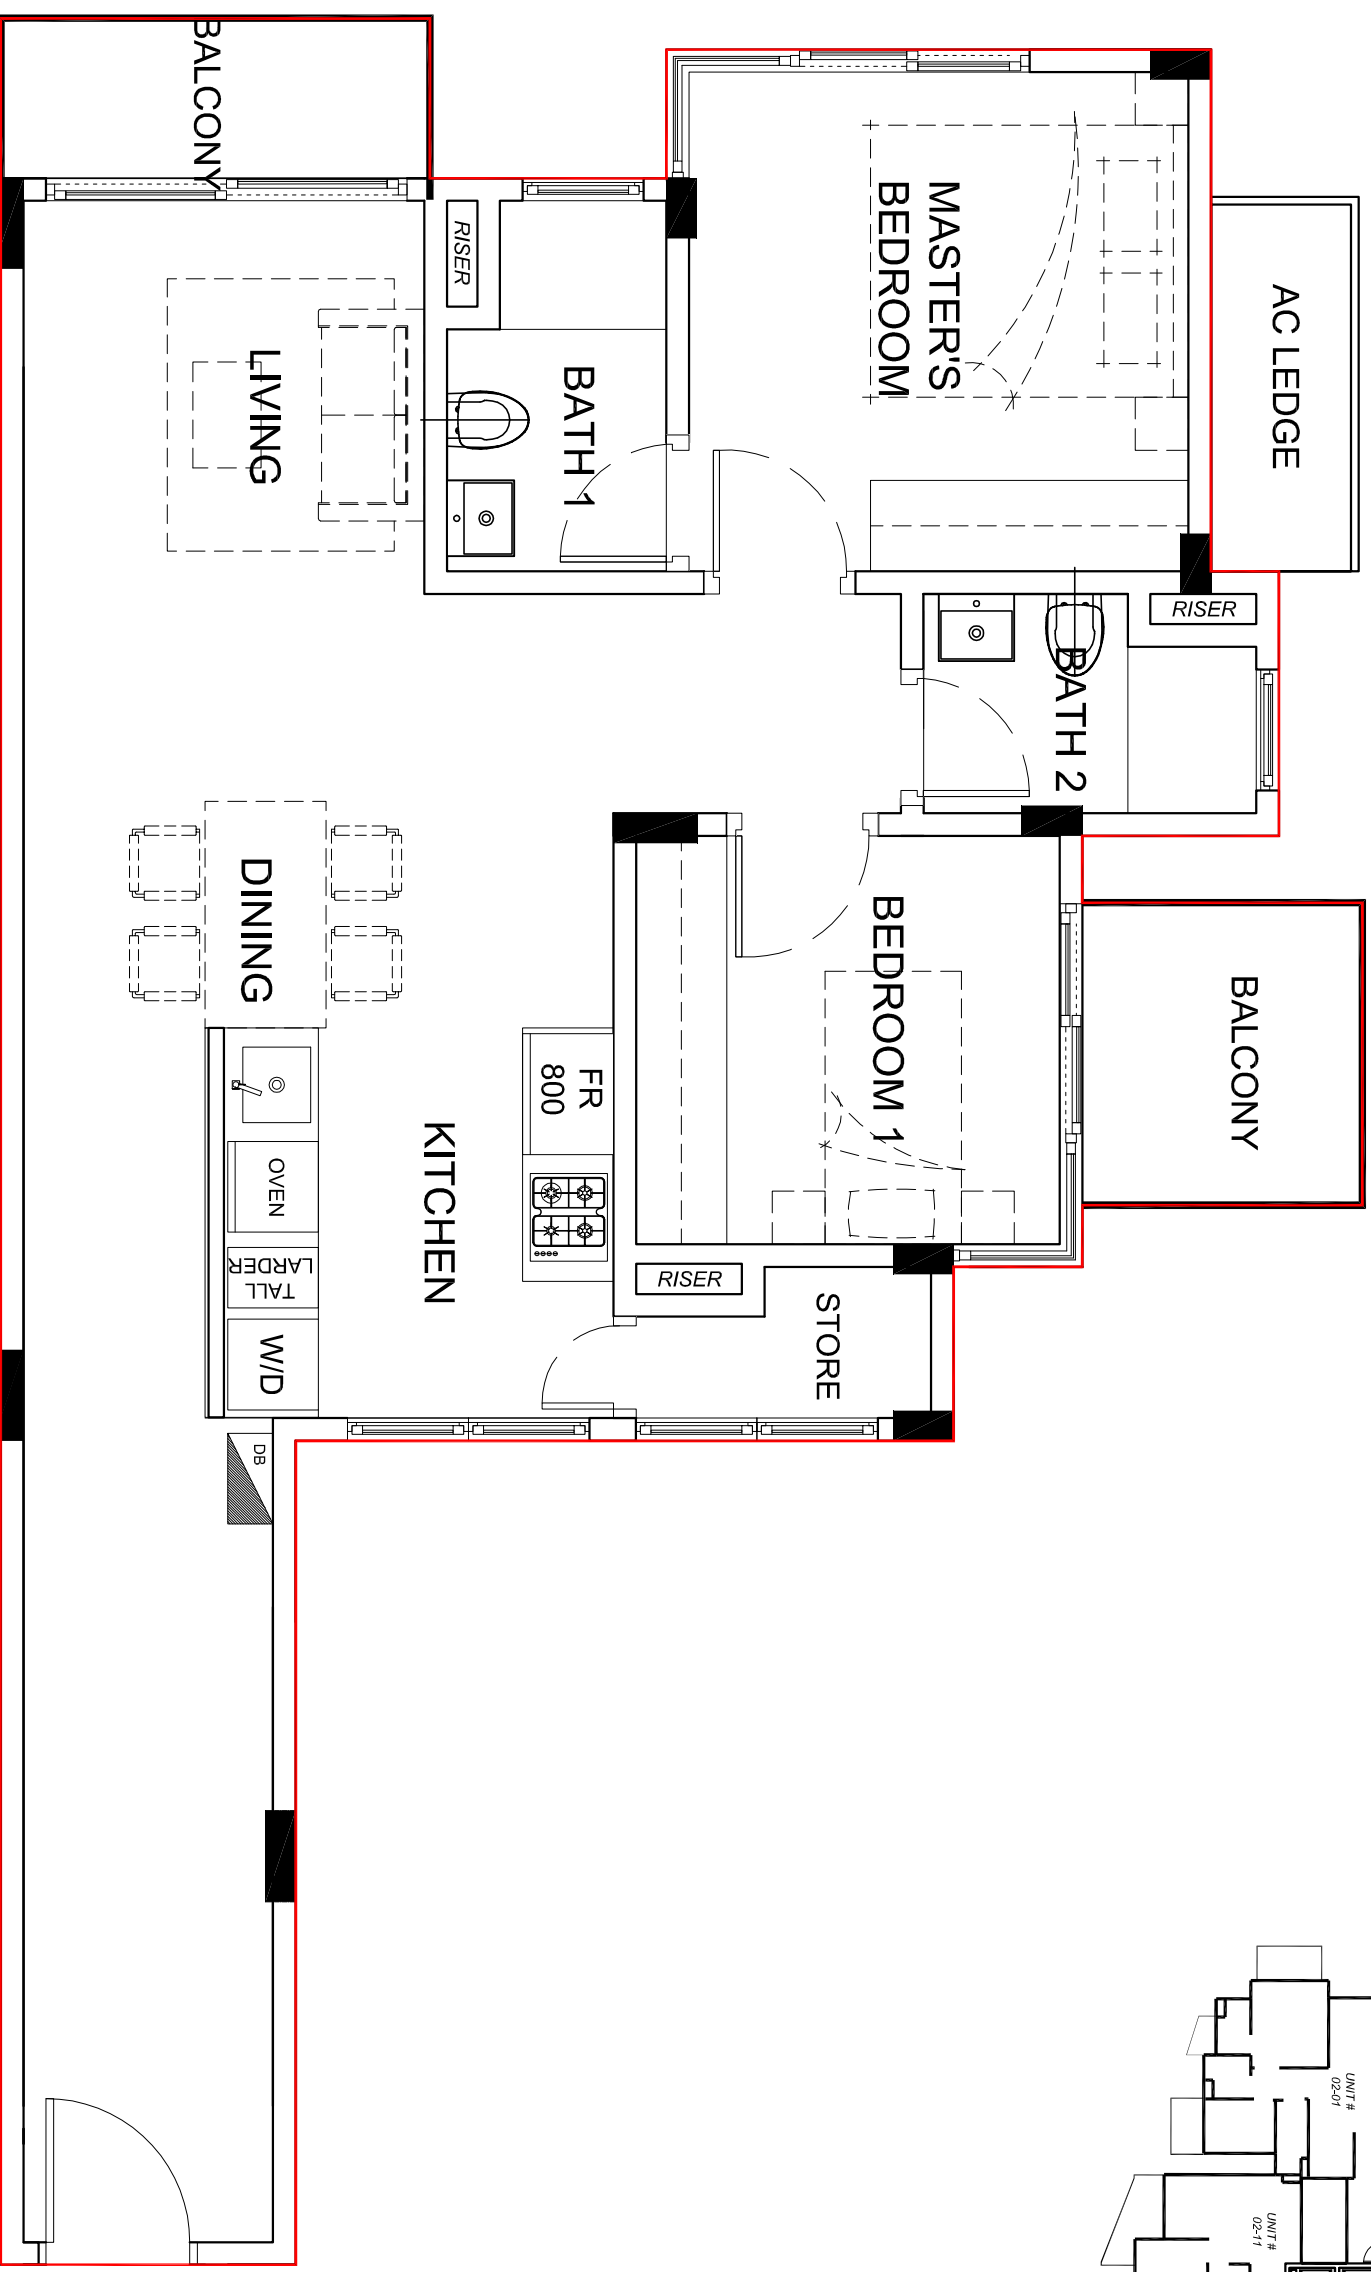 BALCONY
MASTER'S
BEDROOM
AC LEDGE
RISER
LIVING
BATH 1
RISER
BATH 2
DINING
BEDROOM 1
BALCONY
FR
800
KITCHEN
OVEN
TALL
LARDER
W/D
RISER
STORE
DB
UNIT #
02-01
UNIT #
02-11